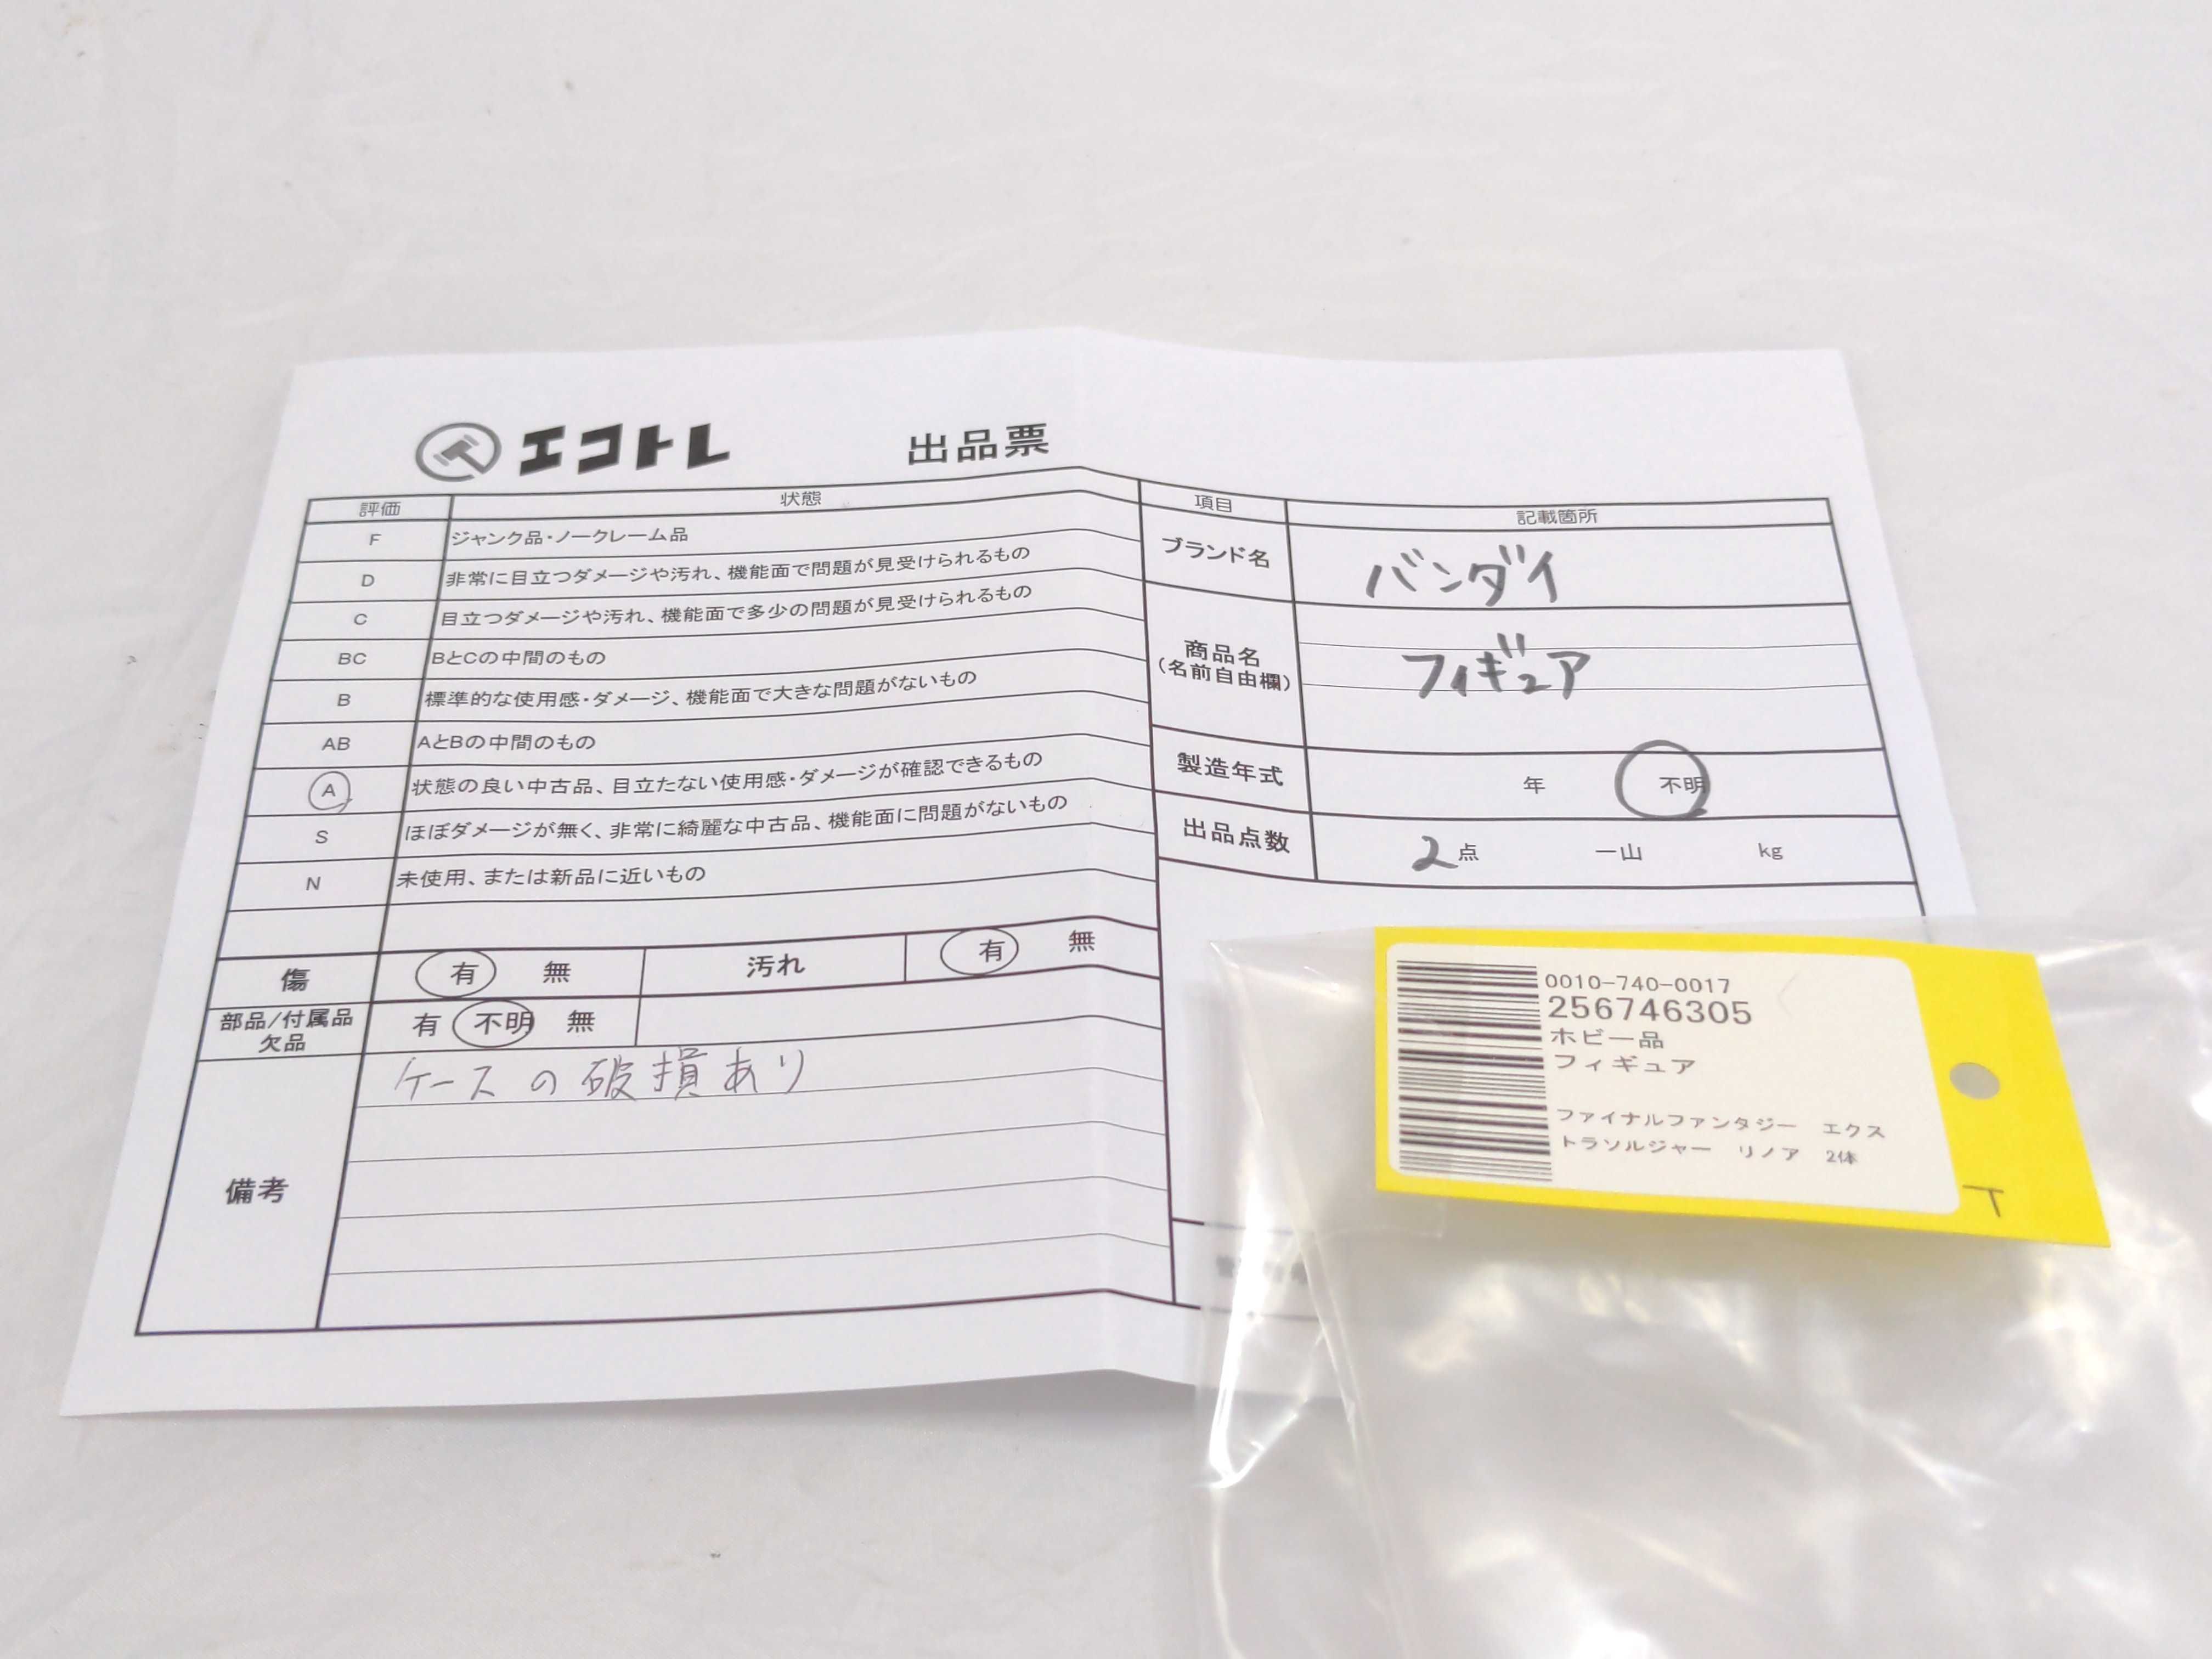 エコトレ 出品票
評価 状態
F ジャンク品・ノークレーム品
D 非常に目立つダメージや汚れ、機能面で問題が見受けられるもの
C 目立つダメージや汚れ、機能面で多少の問題が見受けられるもの
BC BとCの中間のもの
B 標準的な使用感・ダメージ、機能面で大きな問題がないもの
AB AとBの中間のもの
A 状態の良い中古品、目立たない使用感・ダメージが確認できるもの
S ほぼダメージが無く、非常に綺麗な中古品、機能面に問題がないもの
N 未使用、または新品に近いもの
傷 有 無 汚れ 有 無
部品/付属品
欠品 有 不明 無
備考 ケースの破損あり
項目 記載箇所
ブランド名 バンダイ
商品名
(名前自由欄) フィギュア
製造年式 年 不明
出品点数 2点 一山 kg
0010-740-0017
256746305
ホビー品
フィギュア
ファイナルファンタジー エクス
トラソルジャー リノア 2体